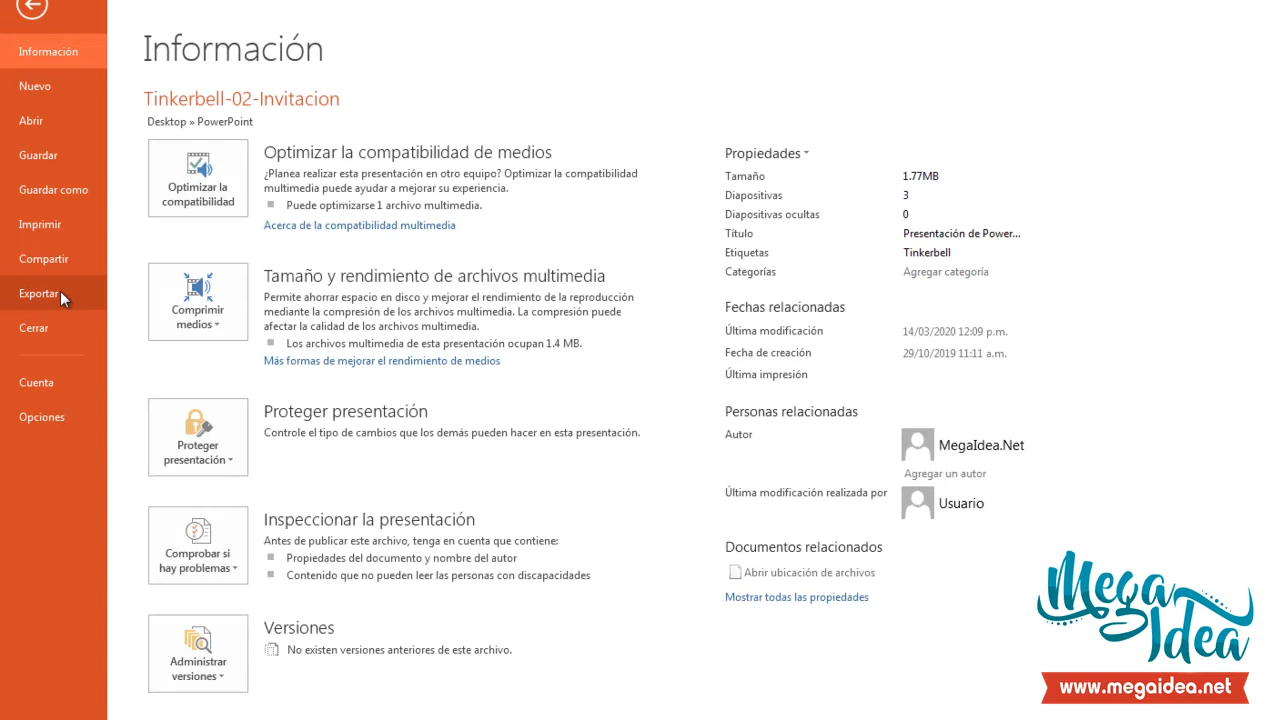 Información
Nuevo
Abrir
Guardar
Guardar como
Imprimir
Compartir
Exportar
Cerrar
Cuenta
Opciones
Información
Tinkerbell-02-Invitacion
Desktop » PowerPoint
Optimizar la compatibilidad
Optimizar la compatibilidad de medios
¿Planea realizar esta presentación en otro equipo? Optimizar la compatibilidad
multimedia puede ayudar a mejorar su experiencia.
Puede optimizarse 1 archivo multimedia.
Acerca de la compatibilidad multimedia
Comprimir
medios
Tamaño y rendimiento de archivos multimedia
Permite ahorrar espacio en disco y mejorar el rendimiento de la reproducción
mediante la compresión de los archivos multimedia. La compresión puede
afectar la calidad de los archivos multimedia.
Los archivos multimedia de esta presentación ocupan 1.4 MB.
Más formas de mejorar el rendimiento de medios
Proteger
presentación
Proteger presentación
Controle el tipo de cambios que los demás pueden hacer en esta presentación.
Comprobar si
hay problemas
Inspeccionar la presentación
Antes de publicar este archivo, tenga en cuenta que contiene:
Propiedades del documento y nombre del autor
Contenido que no pueden leer las personas con discapacidades
Administrar
versiones
Versiones
No existen versiones anteriores de este archivo.
Propiedades
Tamaño 1.77MB
Diapositivas 3
Diapositivas ocultas 0
Título Presentación de Power...
Etiquetas Tinkerbell
Categorías Agregar categoría
Fechas relacionadas
Última modificación 14/03/2020 12:09 p.m.
Fecha de creación 29/10/2019 11:11 a.m.
Última impresión
Personas relacionadas
Autor MegaIdea.Net
Agregar un autor
Última modificación realizada por Usuario
Documentos relacionados
Abrir ubicación de archivos
Mostrar todas las propiedades
Mega
Idea
www.megaidea.net